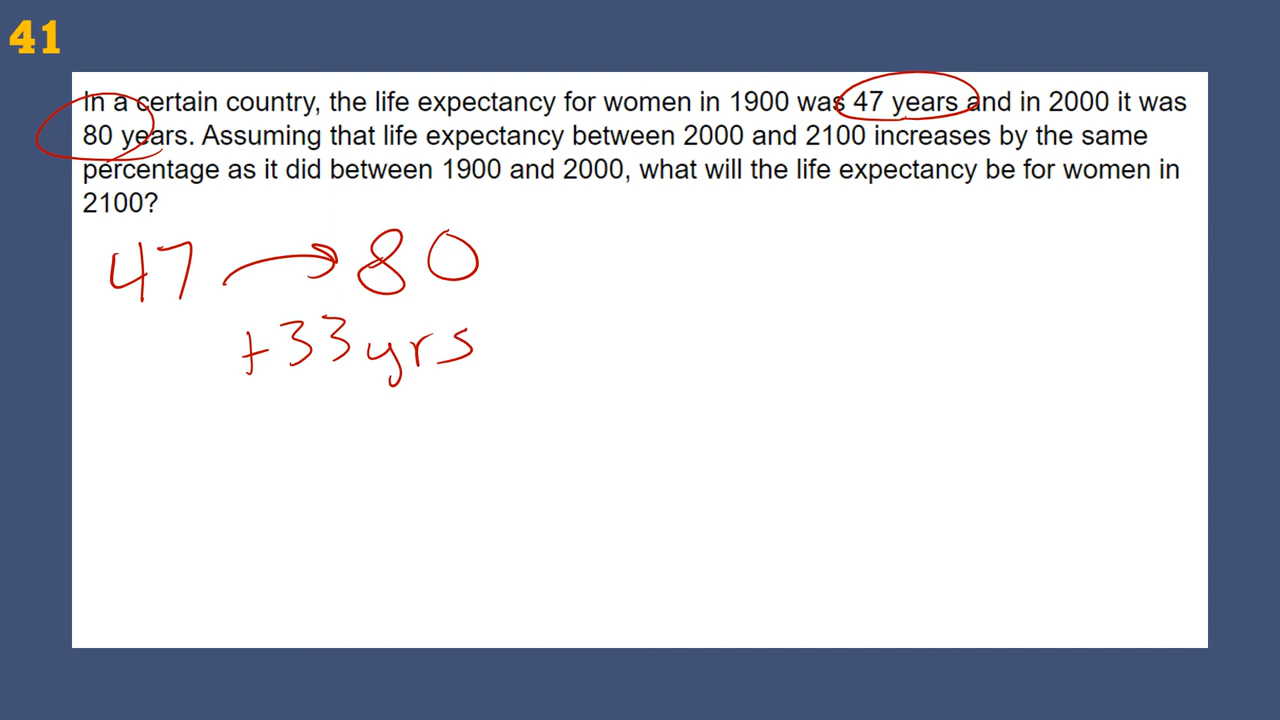 41
In a certain country, the life expectancy for women in 1900 was 47 years and in 2000 it was
80 years. Assuming that life expectancy between 2000 and 2100 increases by the same
percentage as it did between 1900 and 2000, what will the life expectancy be for women in
2100?
47 → 80
+33yrs